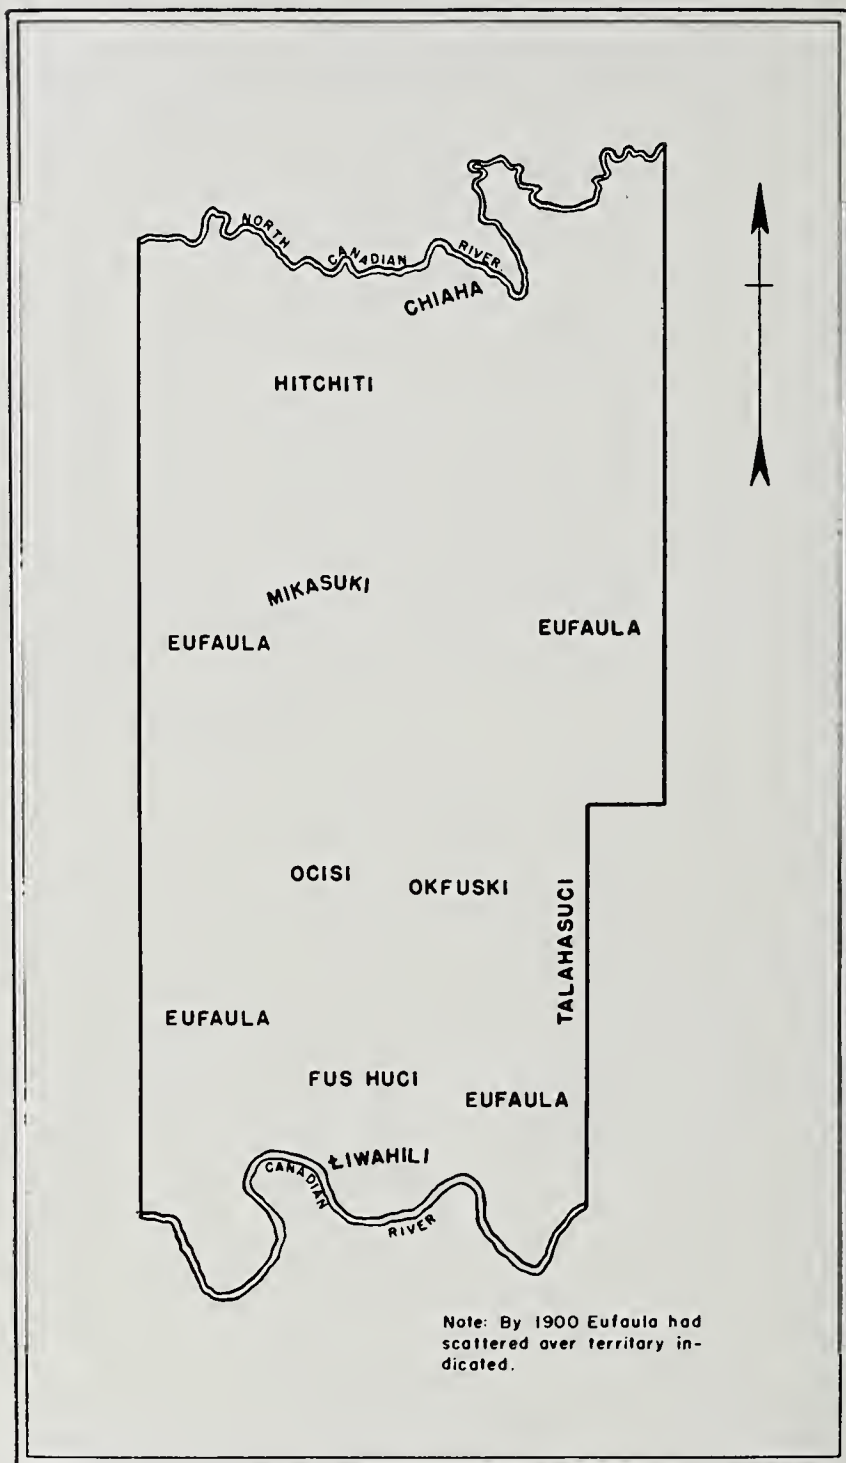 NORTH CANADIAN RIVER
CHIAHA
HITCHITI
MIKASUKI
EUFAULA
EUFAULA
OCISI
OKFUSKI
TALAHASUCI
EUFAULA
FUS HUCI
EUFAULA
ŁIWAHILI
CANADIAN RIVER
Note: By 1900 Eufaula had
scattered over territory in-
dicated.